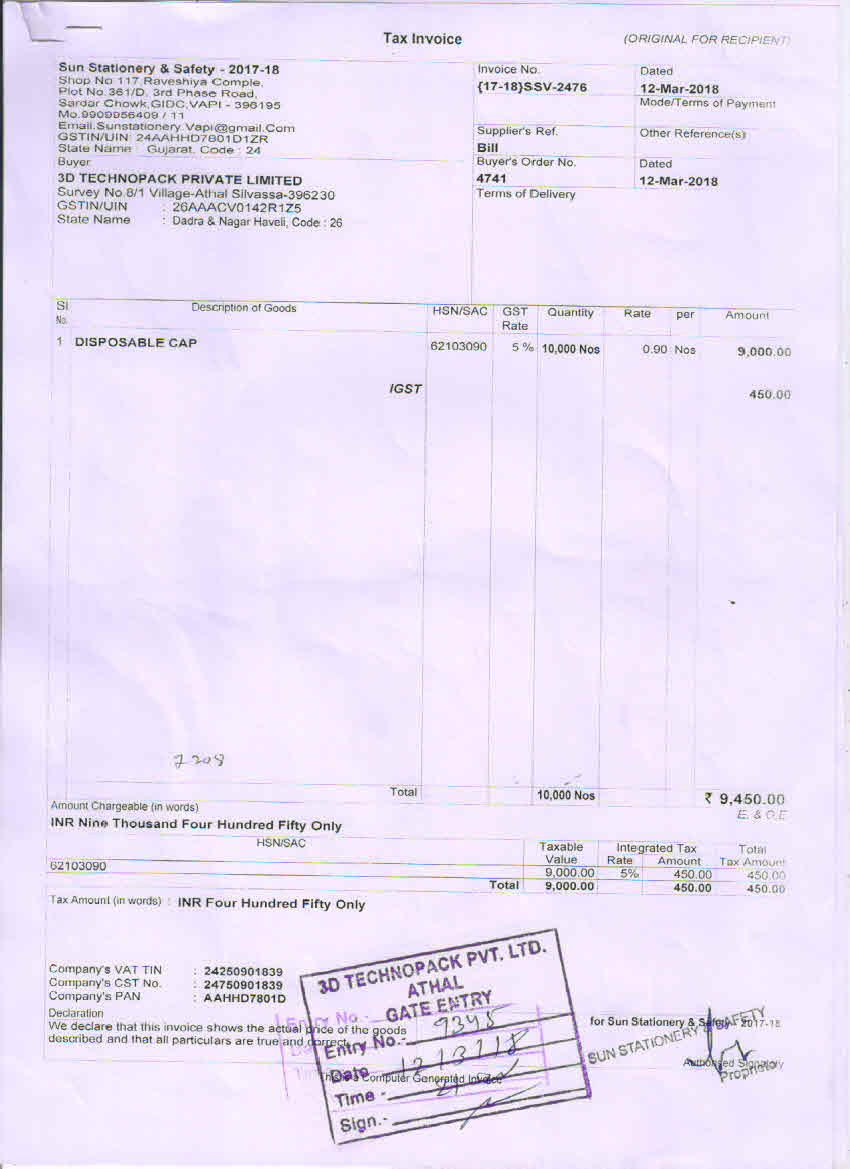 Tax Invoice
(ORIGINAL FOR RECIPIENT)
Sun Stationery & Safety - 2017-18
Shop No 117,Raveshiya Comple,
Plot No.361/D, 3rd Phase Road,
Sardar Chowk,GIDC,VAPI - 396195
Mo.9909956409 / 11
Email.Sunstationery.Vapi@gmail.Com
GSTIN/UIN: 24AAHHD7801D1ZR
State Name : Gujarat, Code : 24
Invoice No.
{17-18}SSV-2476
Dated
12-Mar-2018
Mode/Terms of Payment
Supplier's Ref.
Bill
Other Reference(s)
Buyer
3D TECHNOPACK PRIVATE LIMITED
Survey No.8/1 Village-Athal Silvassa-396230
GSTIN/UIN : 26AAACV0142R1Z5
State Name : Dadra & Nagar Haveli, Code : 26
Buyer's Order No.
4741
Dated
12-Mar-2018
Terms of Delivery
Sl No. Description of Goods HSN/SAC GST Rate Quantity Rate per Amount
1 DISPOSABLE CAP 62103090 5 % 10,000 Nos 0.90 Nos 9,000.00
IGST 450.00
7208
Total 10,000 Nos ₹ 9,450.00
Amount Chargeable (in words) E. & O.E
INR Nine Thousand Four Hundred Fifty Only
HSN/SAC Taxable Value Integrated Tax Rate Amount Total Tax Amount
62103090 9,000.00 5% 450.00 450.00
Total 9,000.00 450.00 450.00
Tax Amount (in words) : INR Four Hundred Fifty Only
Company's VAT TIN : 24250901839
Company's CST No. : 24750901839
Company's PAN : AAHHD7801D
Declaration
We declare that this invoice shows the actual price of the goods
described and that all particulars are true and correct.
for Sun Stationery & Safety - 2017-18
SUN STATIONERY & SAFETY
Authorised Signatory
Proprietory
This is a Computer Generated Invoice
3D TECHNOPACK PVT. LTD.
ATHAL
GATE ENTRY
Entry No.- 9348
Date 12/3/18
Time -
Sign.-
Entry No.-